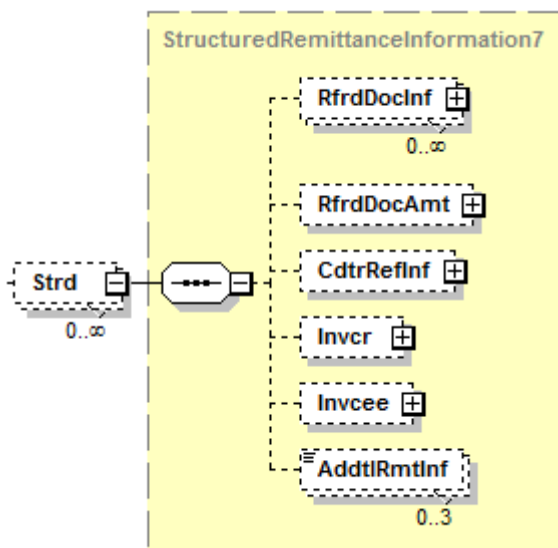 StructuredRemittanceInformation7
RfrdDocInf
0..∞
RfrdDocAmt
Strd
0..∞
CdtrRefInf
Invcr
Invcee
AddtlRmtInf
0..3